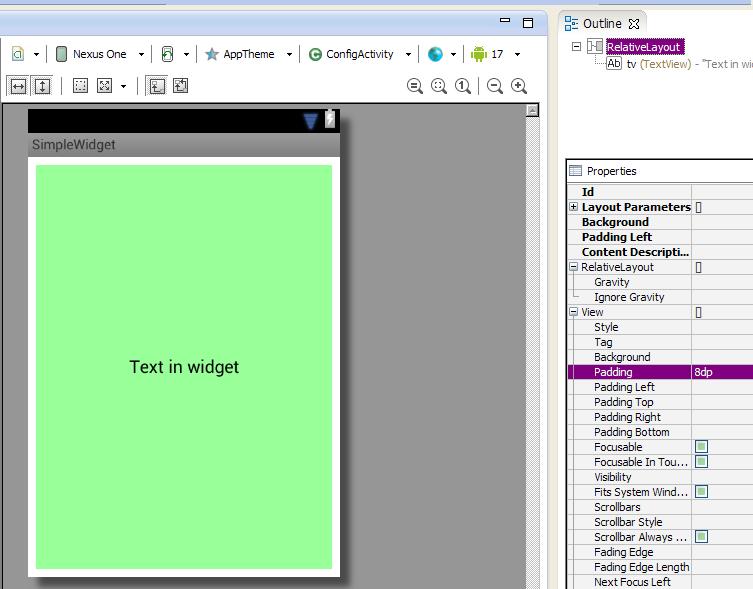 Outline
Nexus One
AppTheme
ConfigActivity
17
RelativeLayout
Ab tv (TextView) - "Text in wi
1
SimpleWidget
Text in widget
Properties
Id
Layout Parameters []
Background
Padding Left
Content Descripti...
RelativeLayout []
Gravity
Ignore Gravity
View []
Style
Tag
Background
Padding 8dp
Padding Left
Padding Top
Padding Right
Padding Bottom
Focusable
Focusable In Tou...
Visibility
Fits System Wind...
Scrollbars
Scrollbar Style
Scrollbar Always ...
Fading Edge
Fading Edge Length
Next Focus Left